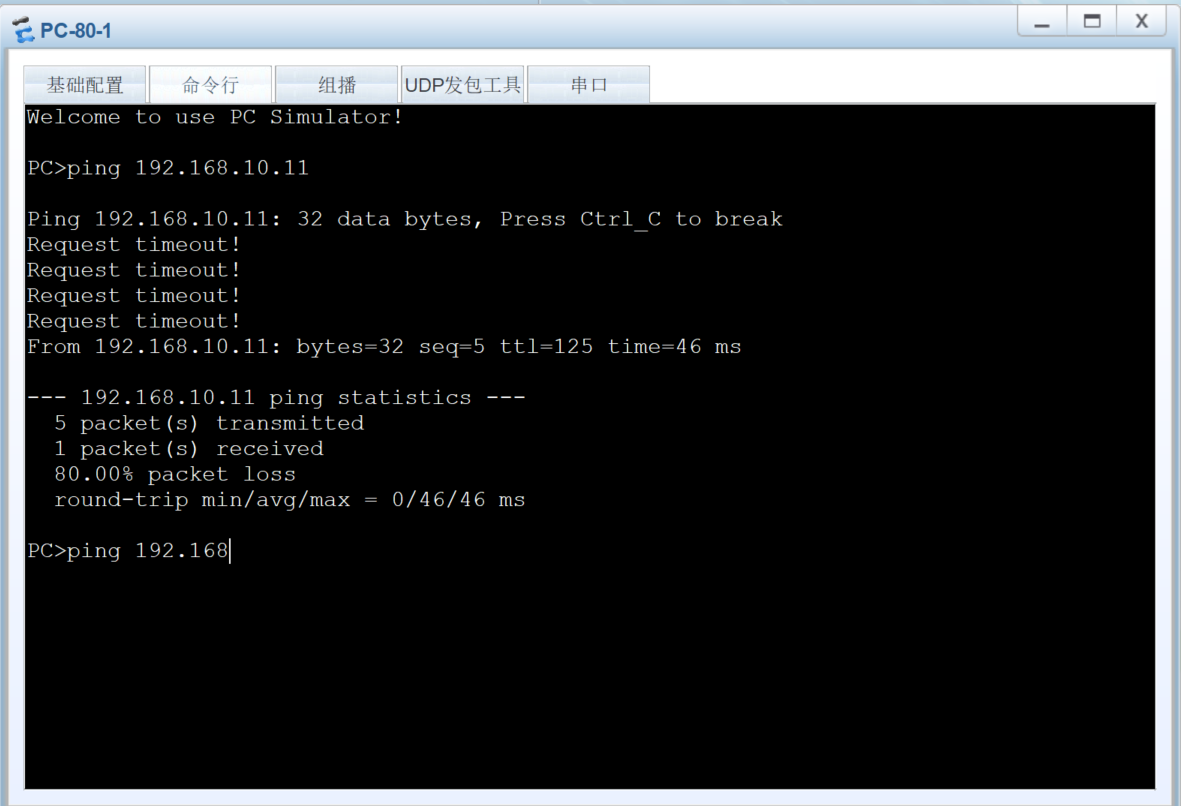 PC-80-1
基础配置 命令行 组播 UDP发包工具 串口
Welcome to use PC Simulator!
PC>ping 192.168.10.11
Ping 192.168.10.11: 32 data bytes, Press Ctrl_C to break
Request timeout!
Request timeout!
Request timeout!
Request timeout!
From 192.168.10.11: bytes=32 seq=5 ttl=125 time=46 ms
--- 192.168.10.11 ping statistics ---
5 packet(s) transmitted
1 packet(s) received
80.00% packet loss
round-trip min/avg/max = 0/46/46 ms
PC>ping 192.168